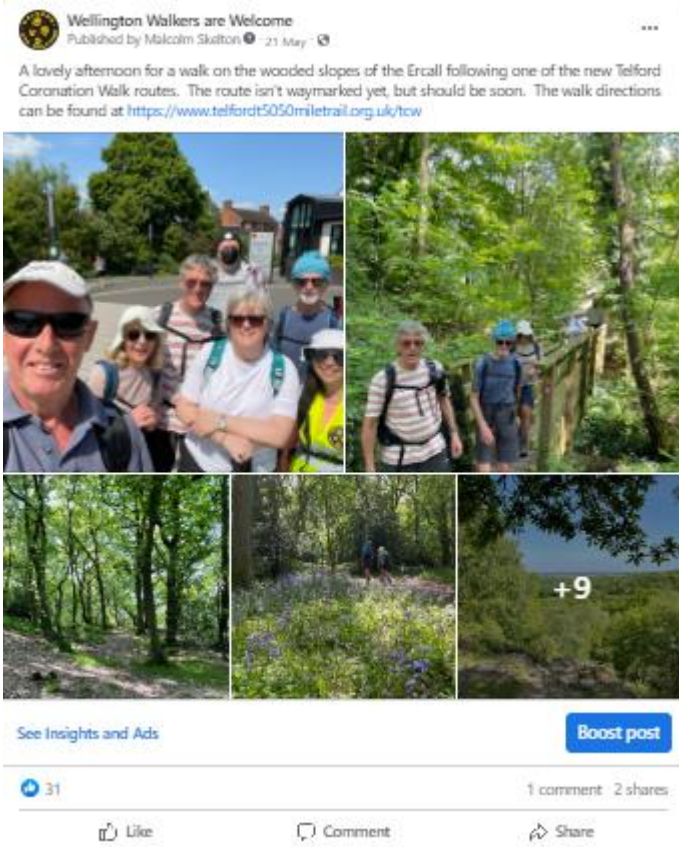 Wellington Walkers are Welcome
Published by Malcolm Skelton · 21 May ·
A lovely afternoon for a walk on the wooded slopes of the Ercall following one of the new Telford
Coronation Walk routes. The route isn't waymarked yet, but should be soon. The walk directions
can be found at https://www.telfordt5050miletrail.org.uk/tcw
+9
See Insights and Ads
Boost post
31
1 comment 2 shares
Like
Comment
Share